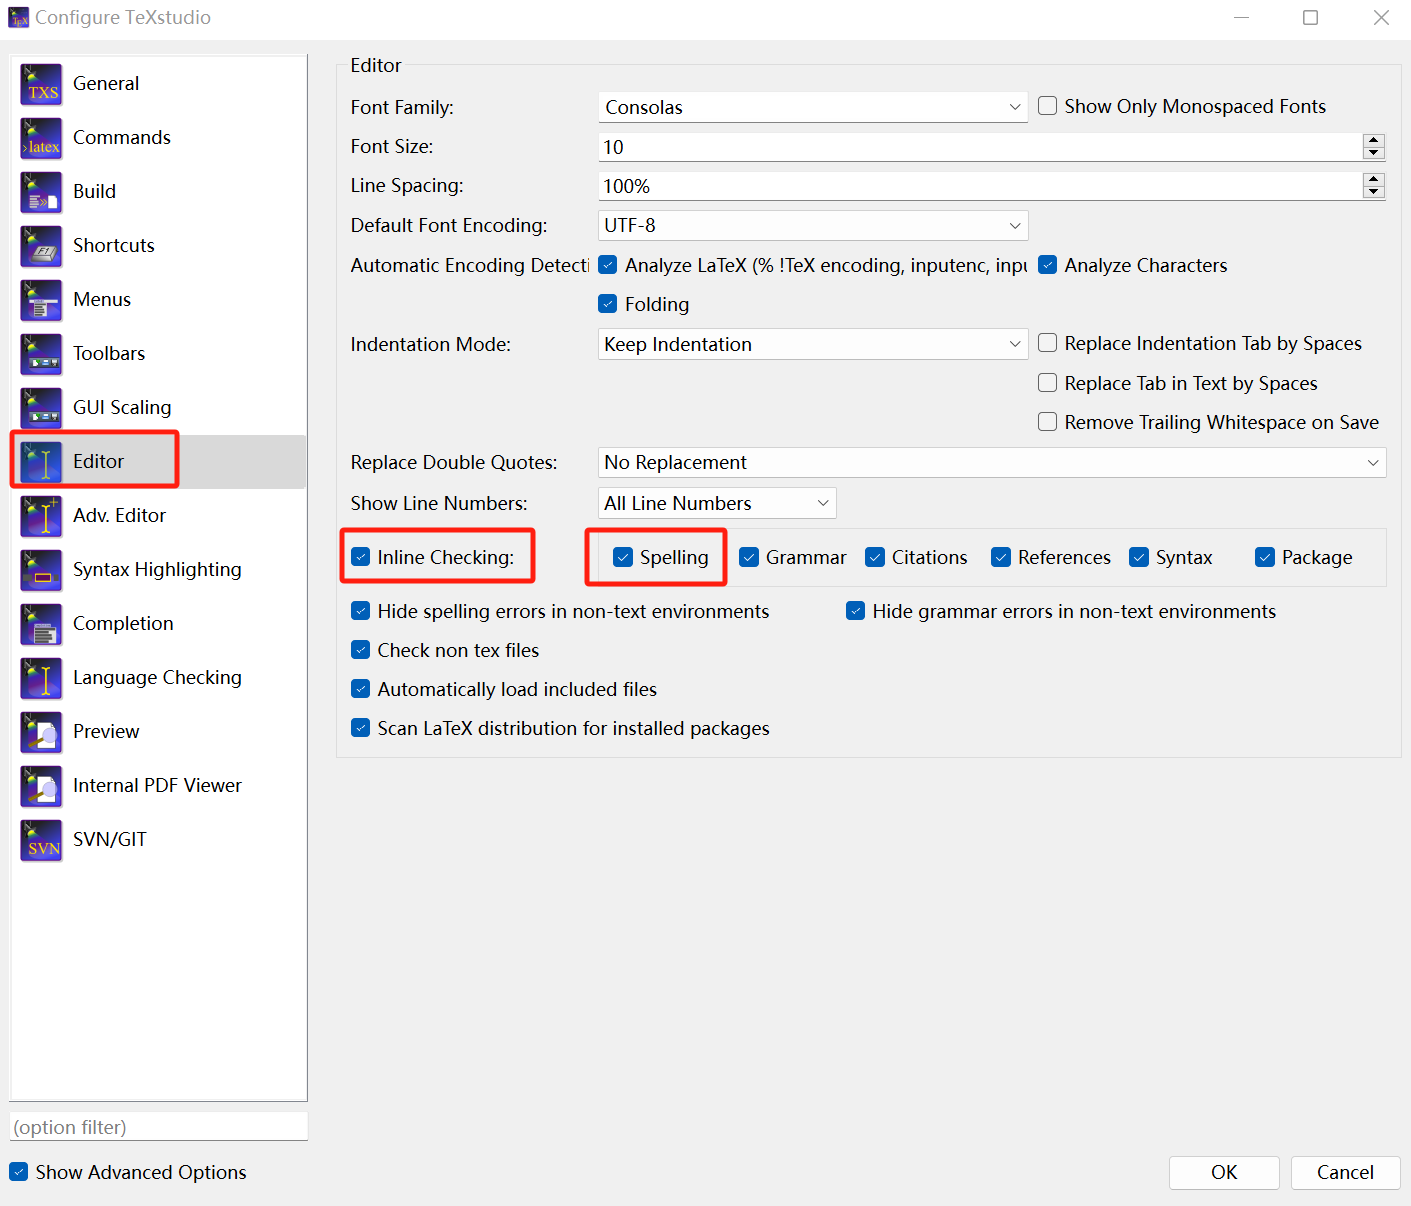 Configure TeXstudio
General
Commands
Build
Shortcuts
Menus
Toolbars
GUI Scaling
Editor
Adv. Editor
Syntax Highlighting
Completion
Language Checking
Preview
Internal PDF Viewer
SVN/GIT
(option filter)
Show Advanced Options
Editor
Font Family: Consolas Show Only Monospaced Fonts
Font Size: 10
Line Spacing: 100%
Default Font Encoding: UTF-8
Automatic Encoding Detecti Analyze LaTeX (% !TeX encoding, inputenc, inpu Analyze Characters
Folding
Indentation Mode: Keep Indentation Replace Indentation Tab by Spaces
Replace Tab in Text by Spaces
Remove Trailing Whitespace on Save
Replace Double Quotes: No Replacement
Show Line Numbers: All Line Numbers
Inline Checking: Spelling Grammar Citations References Syntax Package
Hide spelling errors in non-text environments Hide grammar errors in non-text environments
Check non tex files
Automatically load included files
Scan LaTeX distribution for installed packages
OK Cancel